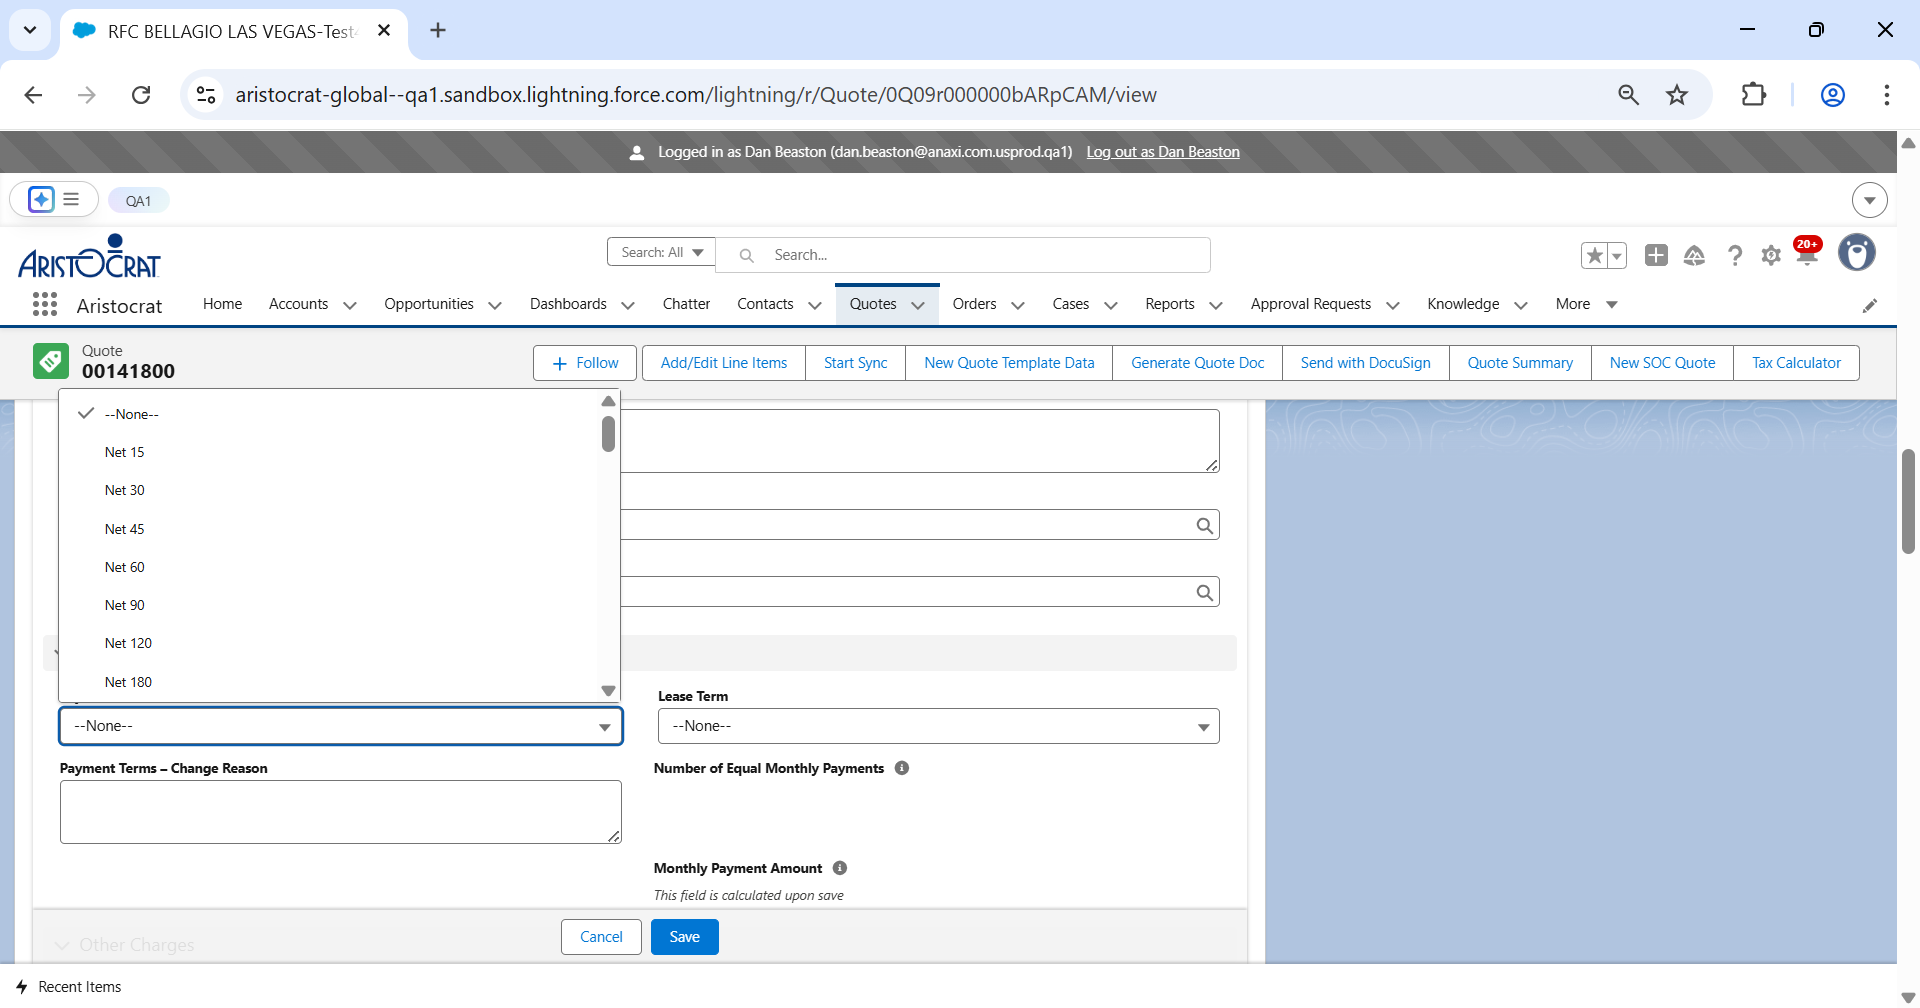 RFC BELLAGIO LAS VEGAS-Test
aristocrat-global--qa1.sandbox.lightning.force.com/lightning/r/Quote/0Q09r000000bARpCAM/view
Logged in as Dan Beaston (dan.beaston@anaxi.com.usprod.qa1) Log out as Dan Beaston
QA1
ARISTOCRAT
Search: All
Search...
20+
Aristocrat
Home Accounts Opportunities Dashboards Chatter Contacts Quotes Orders Cases Reports Approval Requests Knowledge More
Quote
00141800
Follow Add/Edit Line Items Start Sync New Quote Template Data Generate Quote Doc Send with DocuSign Quote Summary New SOC Quote Tax Calculator
--None--
Net 15
Net 30
Net 45
Net 60
Net 90
Net 120
Net 180
Lease Term
--None-- --None--
Payment Terms – Change Reason
Number of Equal Monthly Payments
Monthly Payment Amount
This field is calculated upon save
Cancel Save
Other Charges
Recent Items